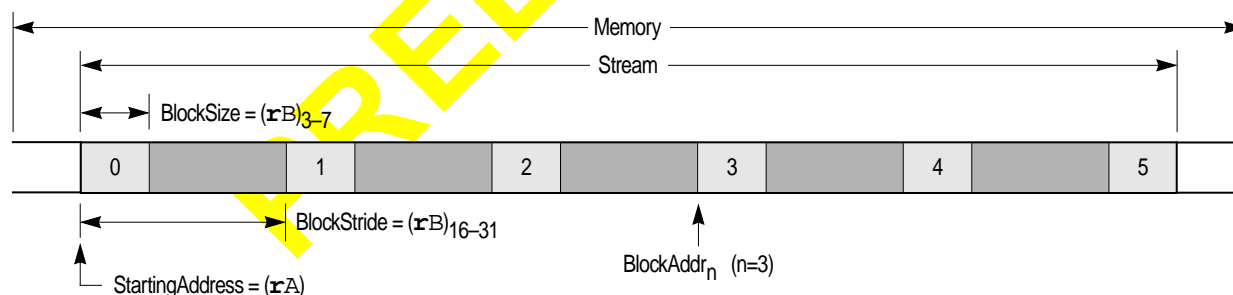 Memory
Stream
BlockSize = (rB)3–7
0 1 2 3 4 5
BlockStride = (rB)16–31
BlockAddrn (n=3)
StartingAddress = (rA)